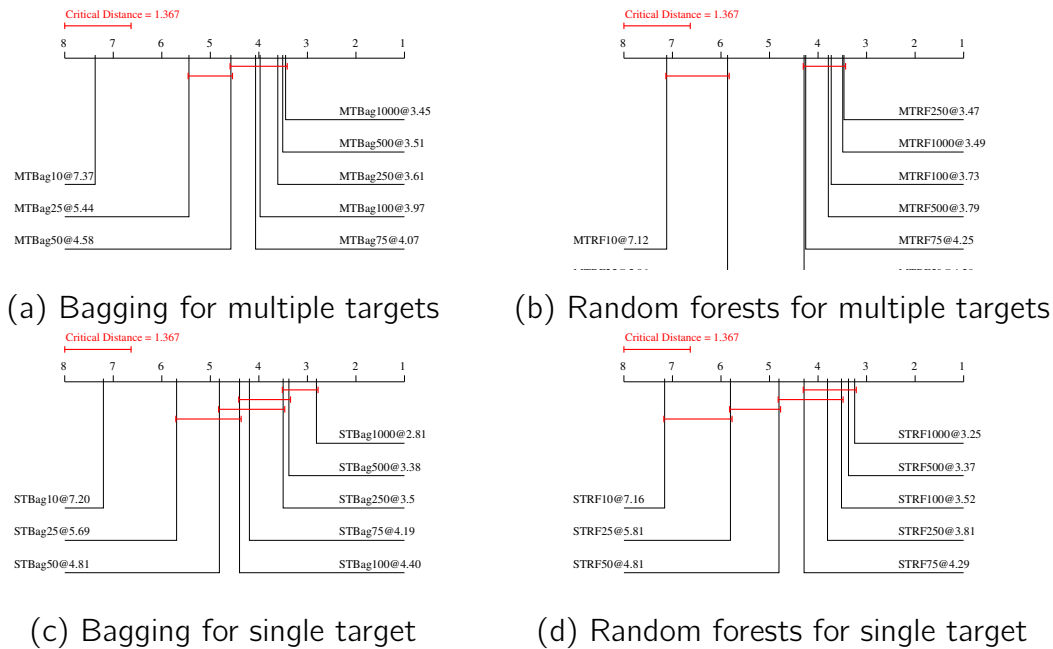 Critical Distance = 1.367
8 7 6 5 4 3 2 1
MTBag1000@3.45
MTBag500@3.51
MTBag10@7.37 MTBag250@3.61
MTBag25@5.44 MTBag100@3.97
MTBag50@4.58 MTBag75@4.07
(a) Bagging for multiple targets
Critical Distance = 1.367
8 7 6 5 4 3 2 1
MTRF250@3.47
MTRF1000@3.49
MTRF100@3.73
MTRF500@3.79
MTRF10@7.12 MTRF75@4.25
(b) Random forests for multiple targets
Critical Distance = 1.367
8 7 6 5 4 3 2 1
STBag1000@2.81
STBag500@3.38
STBag10@7.20 STBag250@3.5
STBag25@5.69 STBag75@4.19
STBag50@4.81 STBag100@4.40
(c) Bagging for single target
Critical Distance = 1.367
8 7 6 5 4 3 2 1
STRF1000@3.25
STRF500@3.37
STRF10@7.16 STRF100@3.52
STRF25@5.81 STRF250@3.81
STRF50@4.81 STRF75@4.29
(d) Random forests for single target